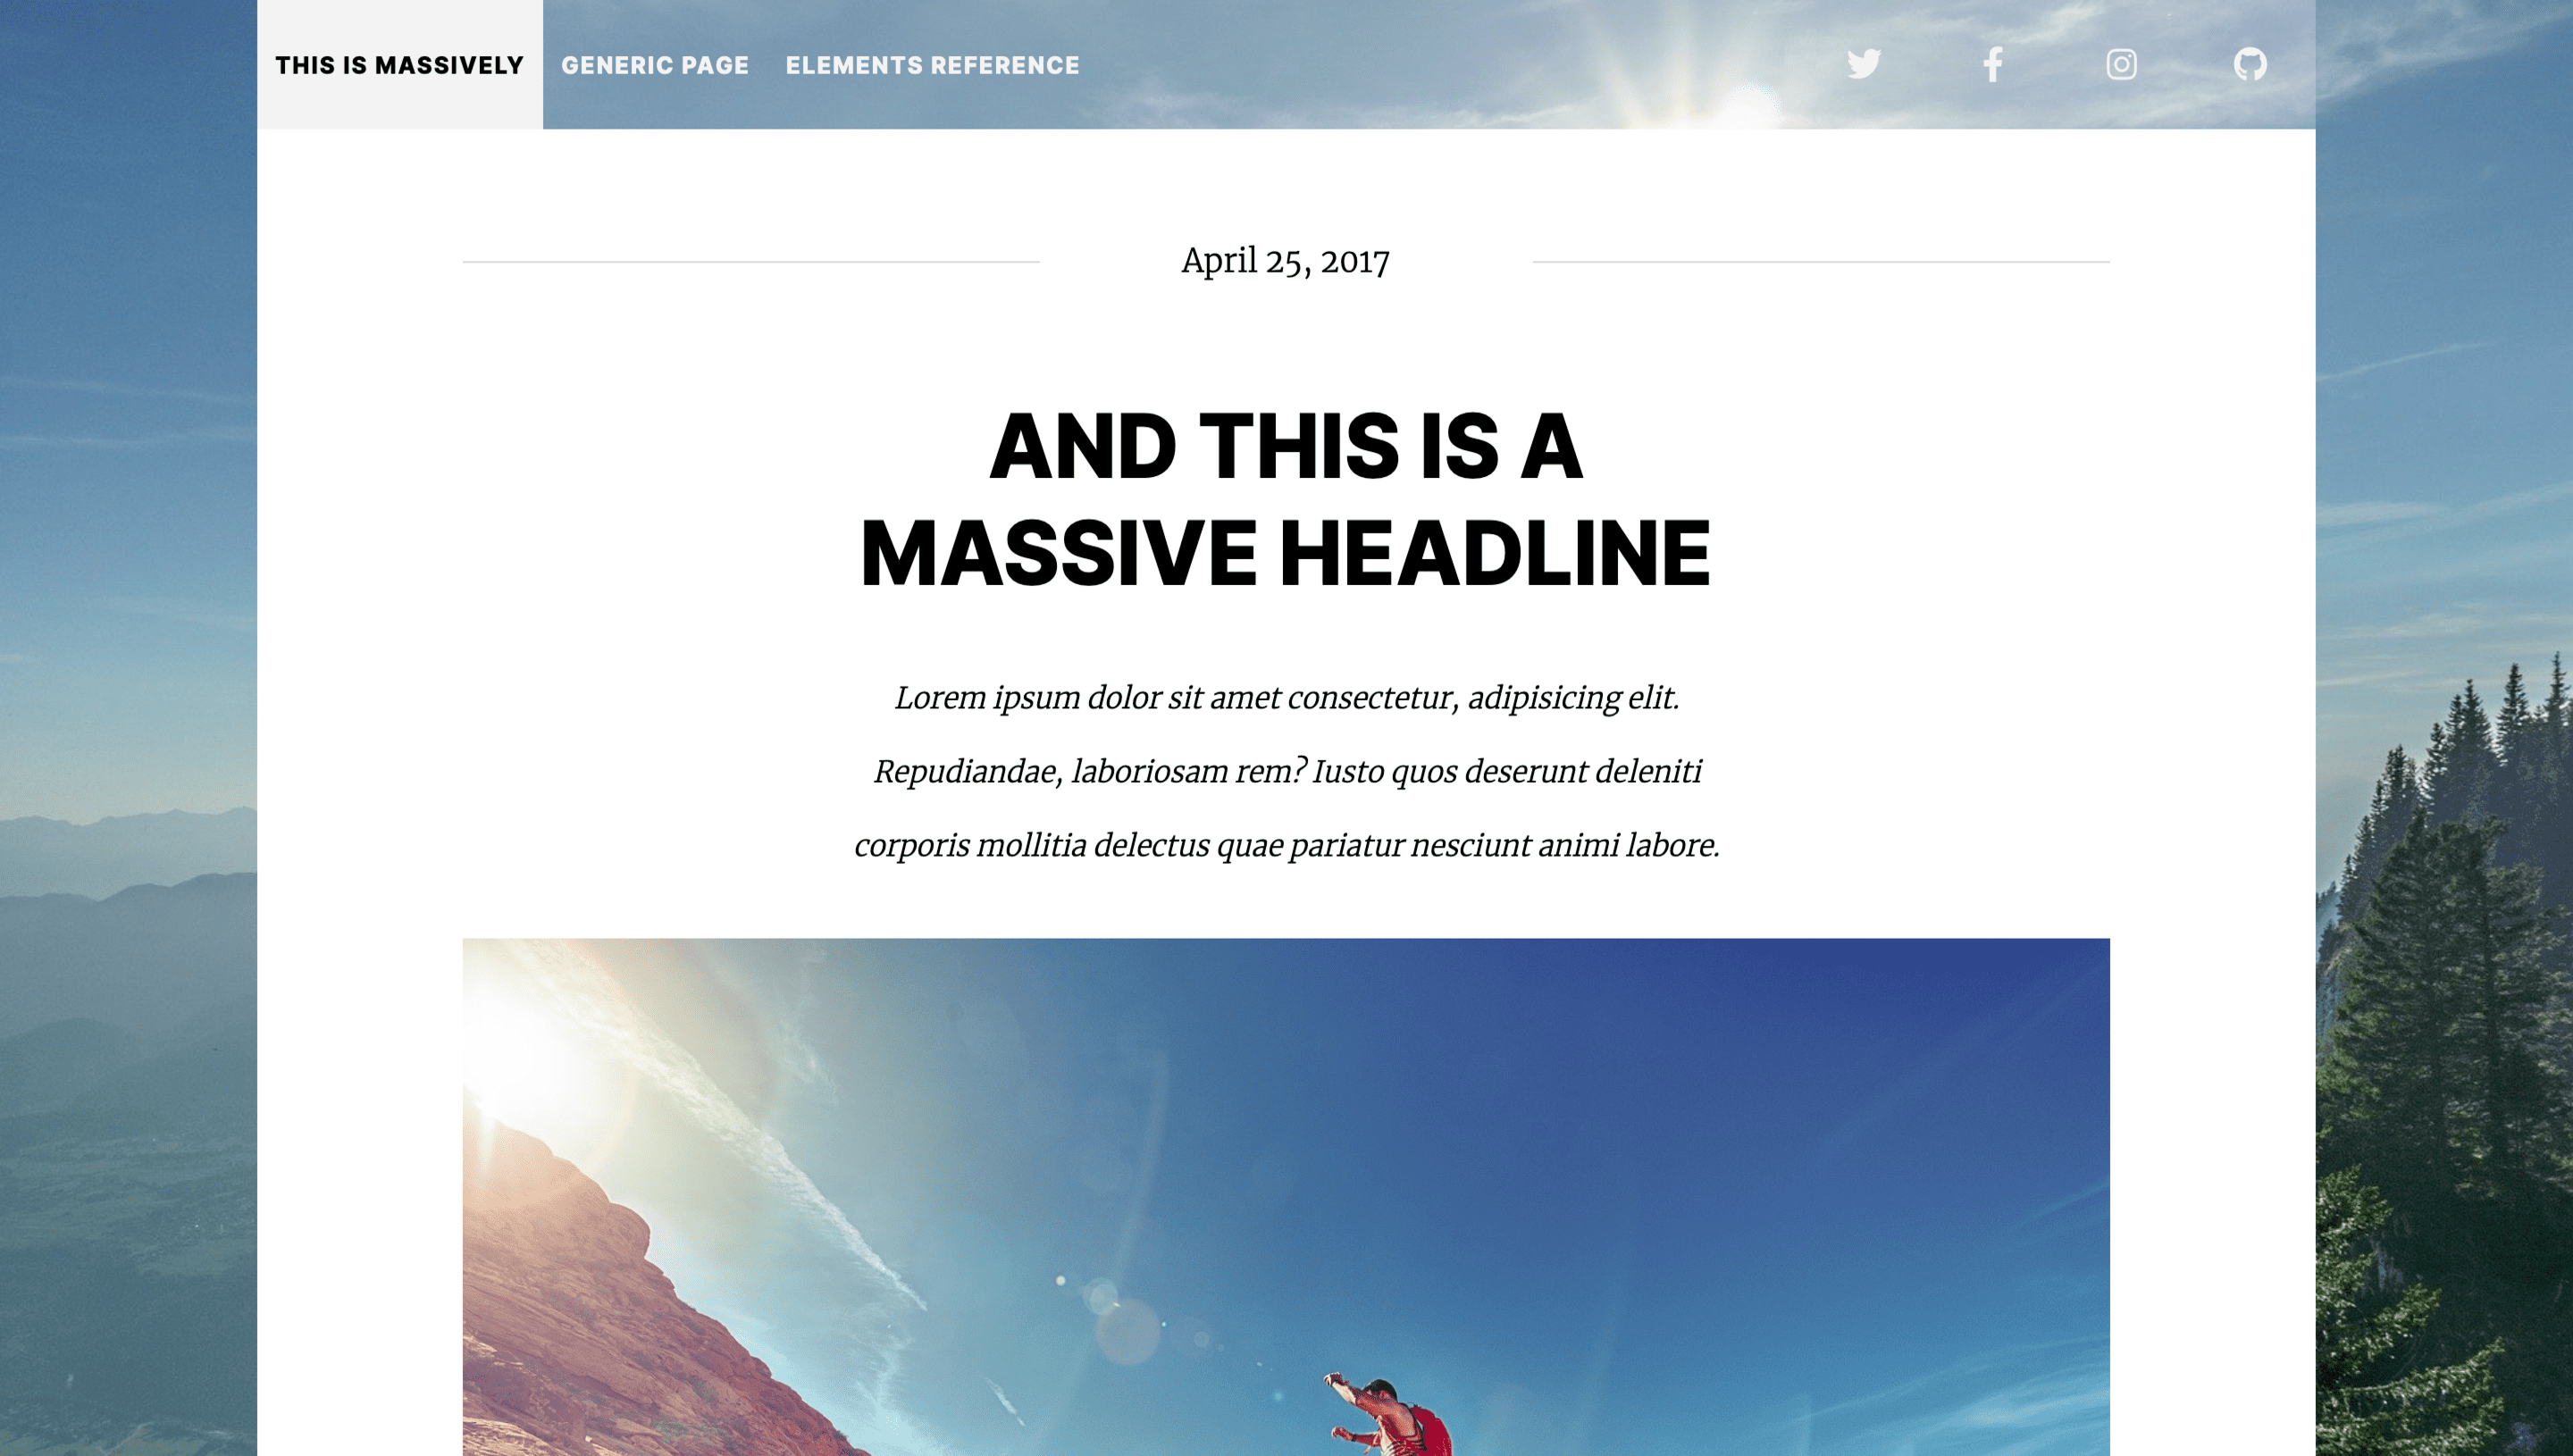 THIS IS MASSIVELY GENERIC PAGE ELEMENTS REFERENCE
April 25, 2017
AND THIS IS A
MASSIVE HEADLINE
Lorem ipsum dolor sit amet consectetur, adipisicing elit.
Repudiandae, laboriosam rem? Iusto quos deserunt deleniti
corporis mollitia delectus quae pariatur nesciunt animi labore.